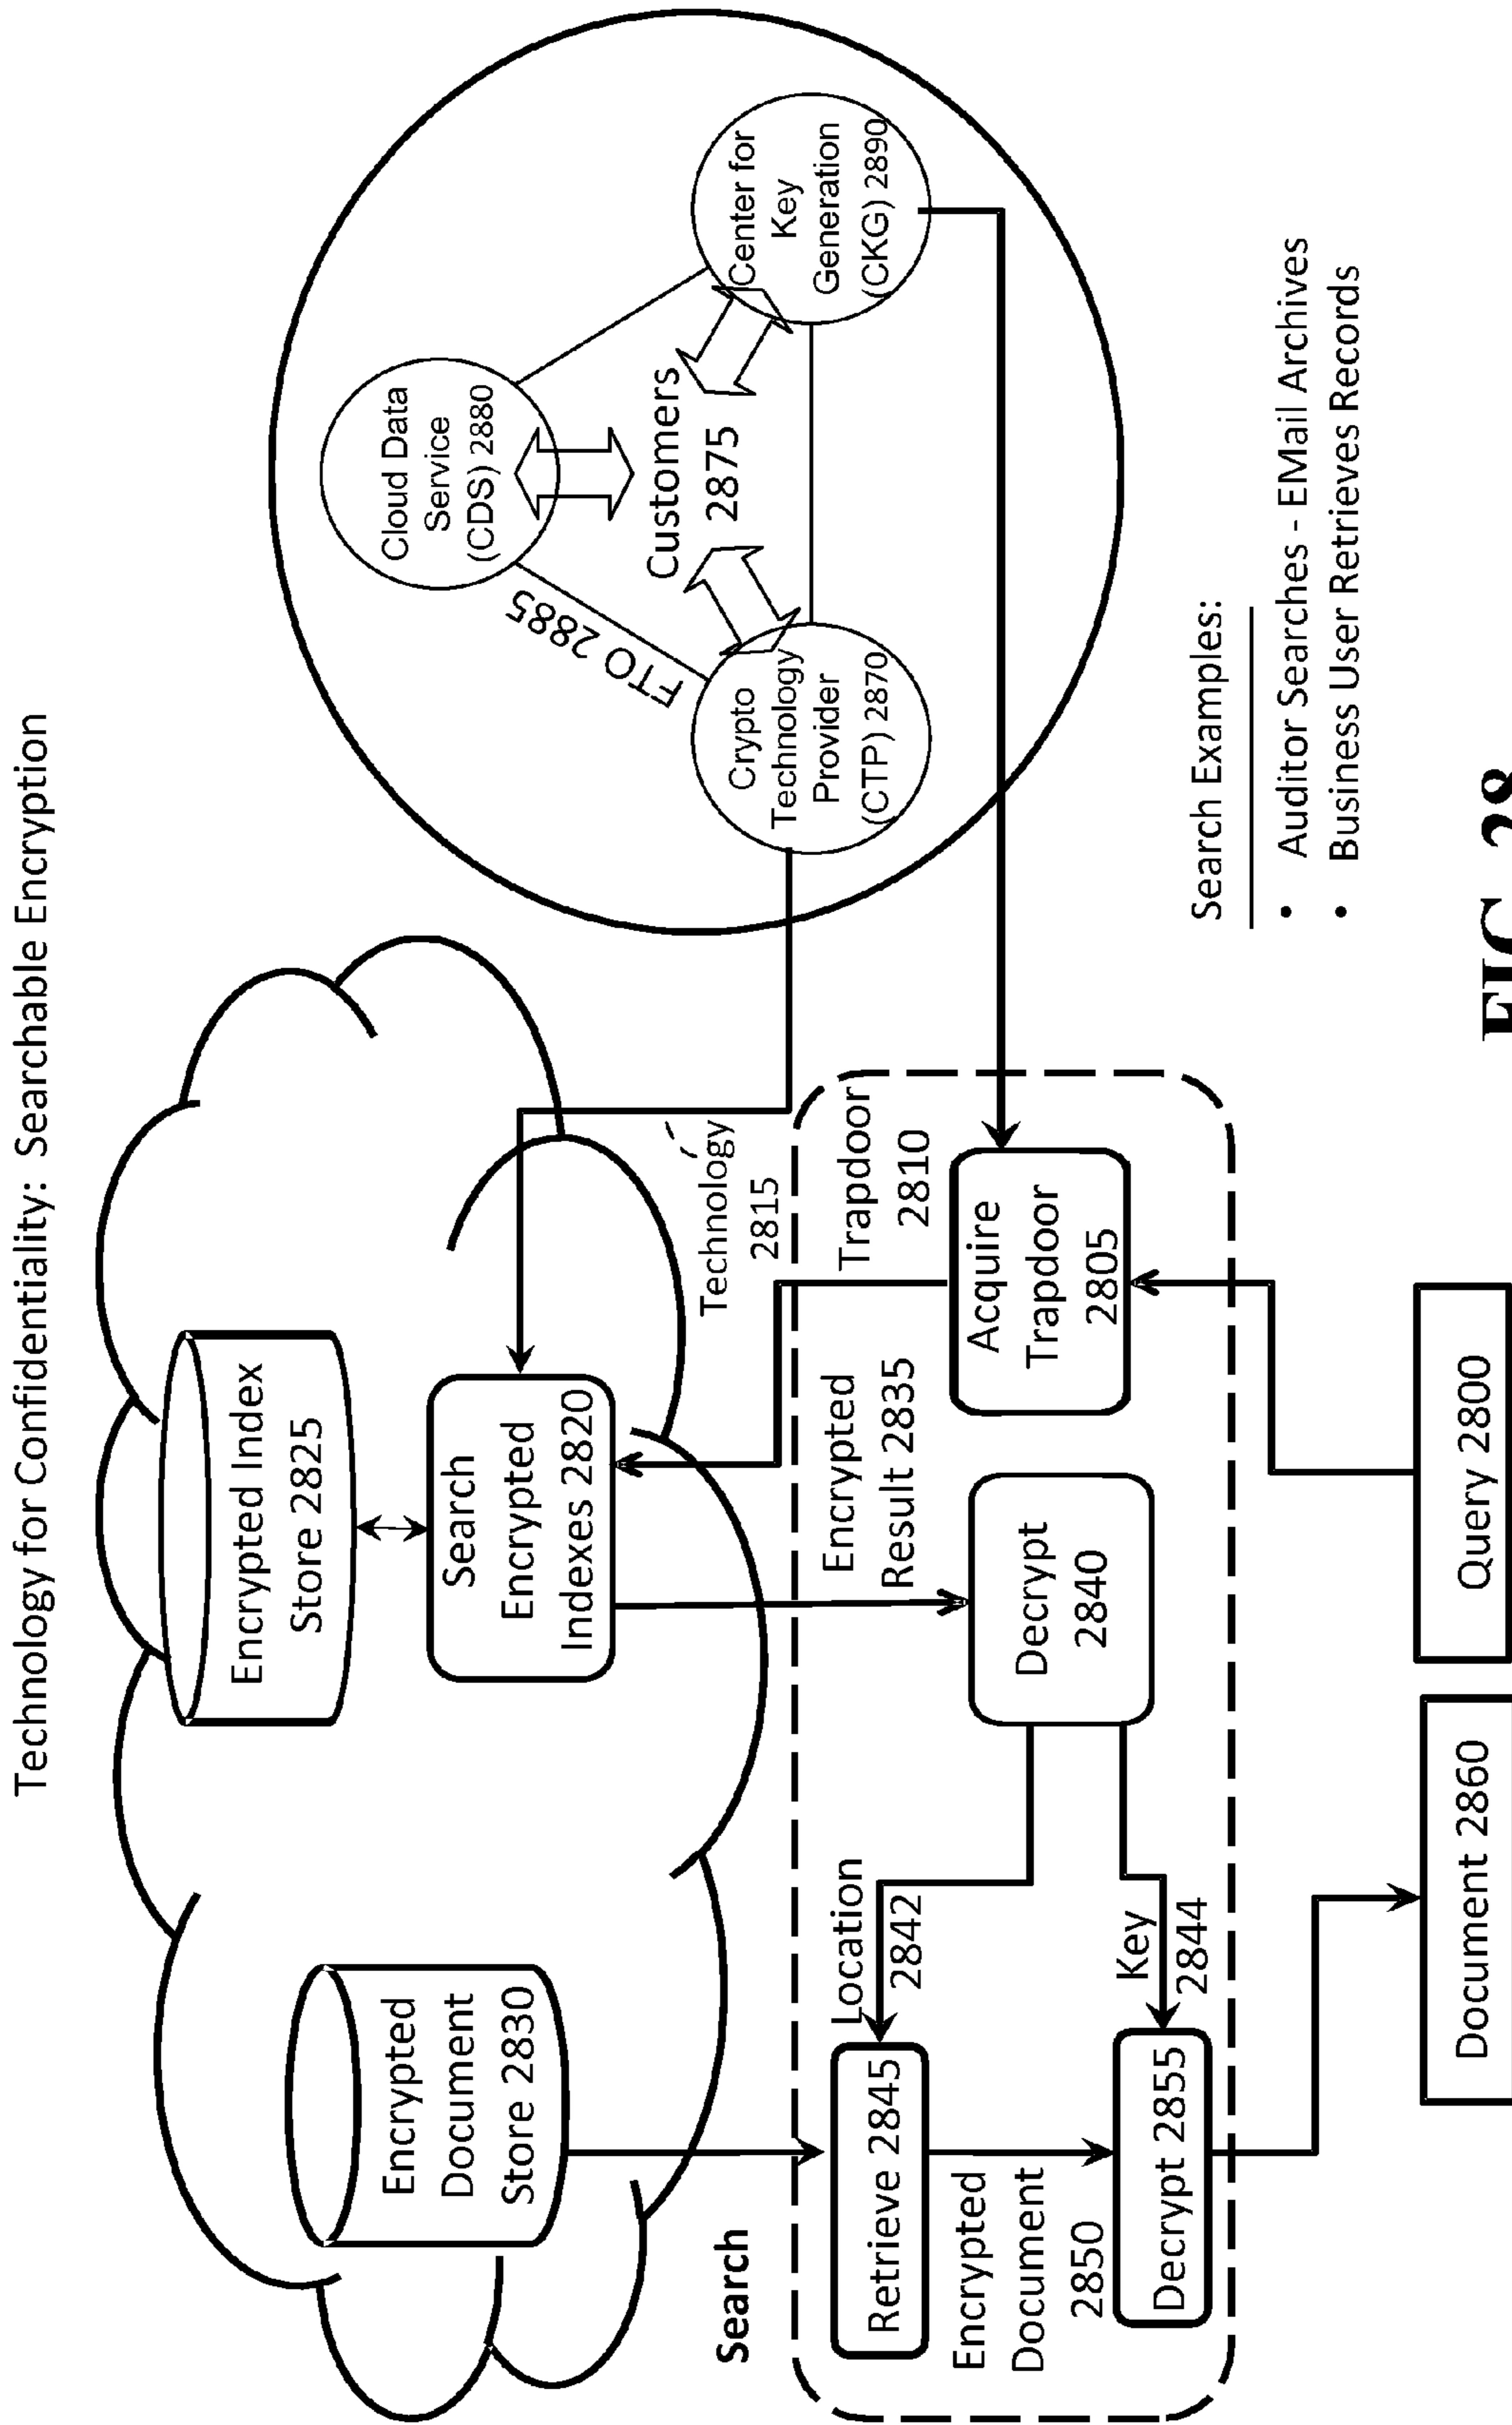 Technology for Confidentiality: Searchable Encryption
Encrypted
Document
Store 2830
Encrypted Index
Store 2825
Search
Encrypted
Indexes 2820
Technology
2815
Search
Retrieve 2845
Encrypted
Document
2850
Decrypt 2855
Location
2842
Key
2844
Decrypt
2840
Encrypted
Result 2835
Trapdoor
2810
Acquire
Trapdoor
2805
Document 2860
Query 2800
Cloud Data
Service
(CDS) 2880
FTO 2885
Customers
2875
Crypto
Technology
Provider
(CTP) 2870
Center for
Key
Generation
(CKG) 2890
Search Examples:
• Auditor Searches - EMail Archives
• Business User Retrieves Records
FIG. 28